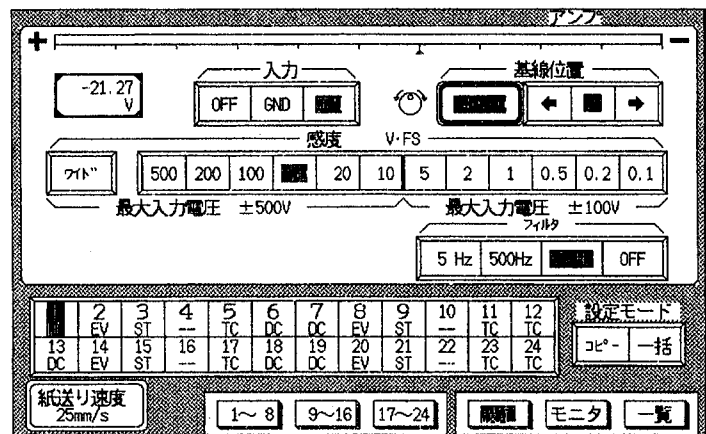 アンプ
+ -
-21.27
V
入力
OFF GND
基線位置
← →
感度 V・FS
ワイド 500 200 100 20 10 5 2 1 0.5 0.2 0.1
最大入力電圧 ±500V 最大入力電圧 ±100V
フィルタ
5 Hz 500Hz OFF
2 3 4 5 6 7 8 9 10 11 12
EV ST --- TC DC DC EV ST --- TC TC
13 14 15 16 17 18 19 20 21 22 23 24
DC EV ST --- TC DC DC EV ST --- TC TC
設定モード
コピー 一括
紙送り速度
25mm/s
1~ 8 9~16 17~24 モニタ 一覧